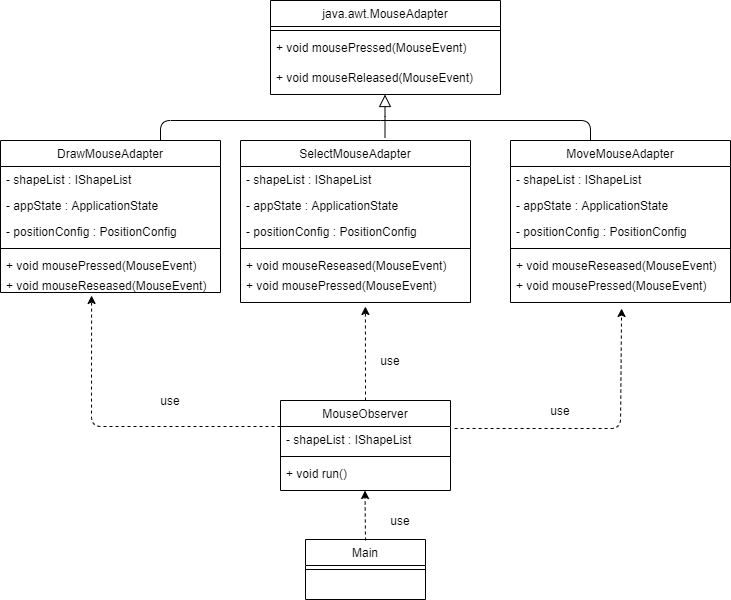 java.awt.MouseAdapter
+ void mousePressed(MouseEvent)
+ void mouseReleased(MouseEvent)
DrawMouseAdapter
- shapeList : IShapeList
- appState : ApplicationState
- positionConfig : PositionConfig
+ void mousePressed(MouseEvent)
+ void mouseReseased(MouseEvent)
SelectMouseAdapter
- shapeList : IShapeList
- appState : ApplicationState
- positionConfig : PositionConfig
+ void mouseReseased(MouseEvent)
+ void mousePressed(MouseEvent)
MoveMouseAdapter
- shapeList : IShapeList
- appState : ApplicationState
- positionConfig : PositionConfig
+ void mouseReseased(MouseEvent)
+ void mousePressed(MouseEvent)
use
use
use
MouseObserver
- shapeList : IShapeList
+ void run()
use
Main